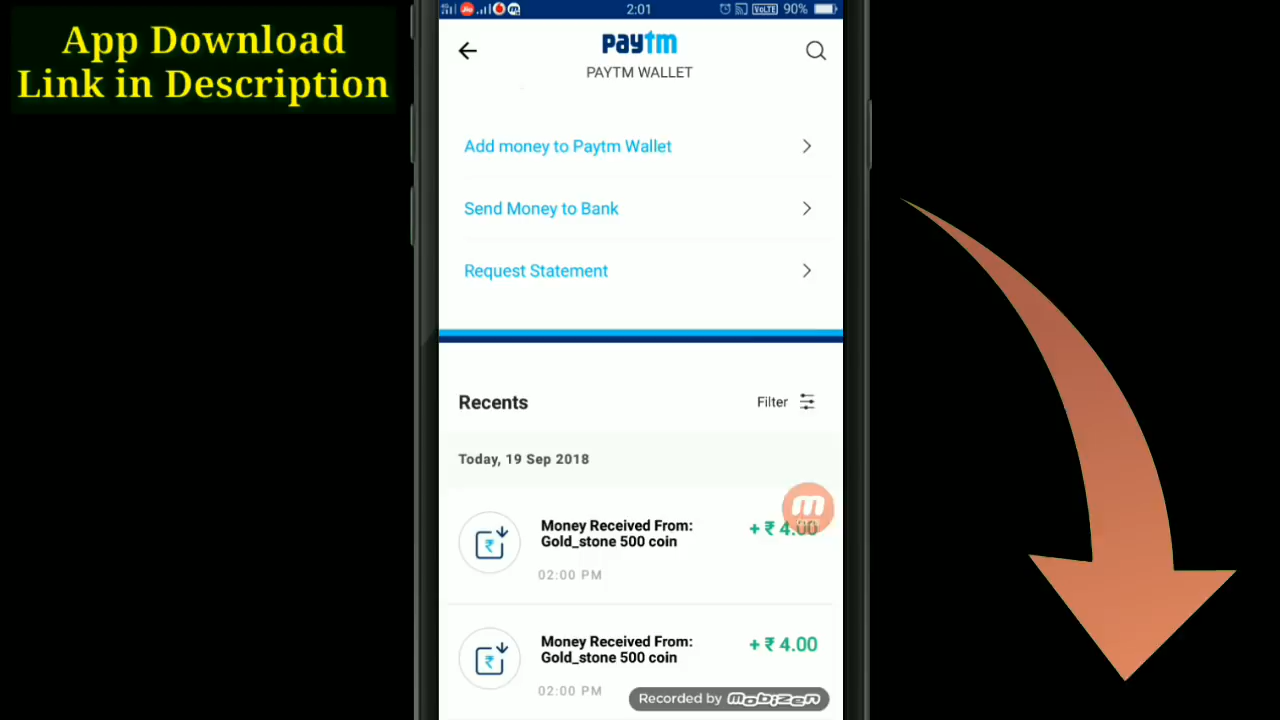 App Download
Link in Description
2:01
VoLTE
90%
paytm
PAYTM WALLET
Add money to Paytm Wallet
Send Money to Bank
Request Statement
Recents
Filter
Today, 19 Sep 2018
Money Received From:
Gold_stone 500 coin
+ ₹ 4.00
02:00 PM
Money Received From:
Gold_stone 500 coin
+ ₹ 4.00
02:00 PM
Recorded by mobizen